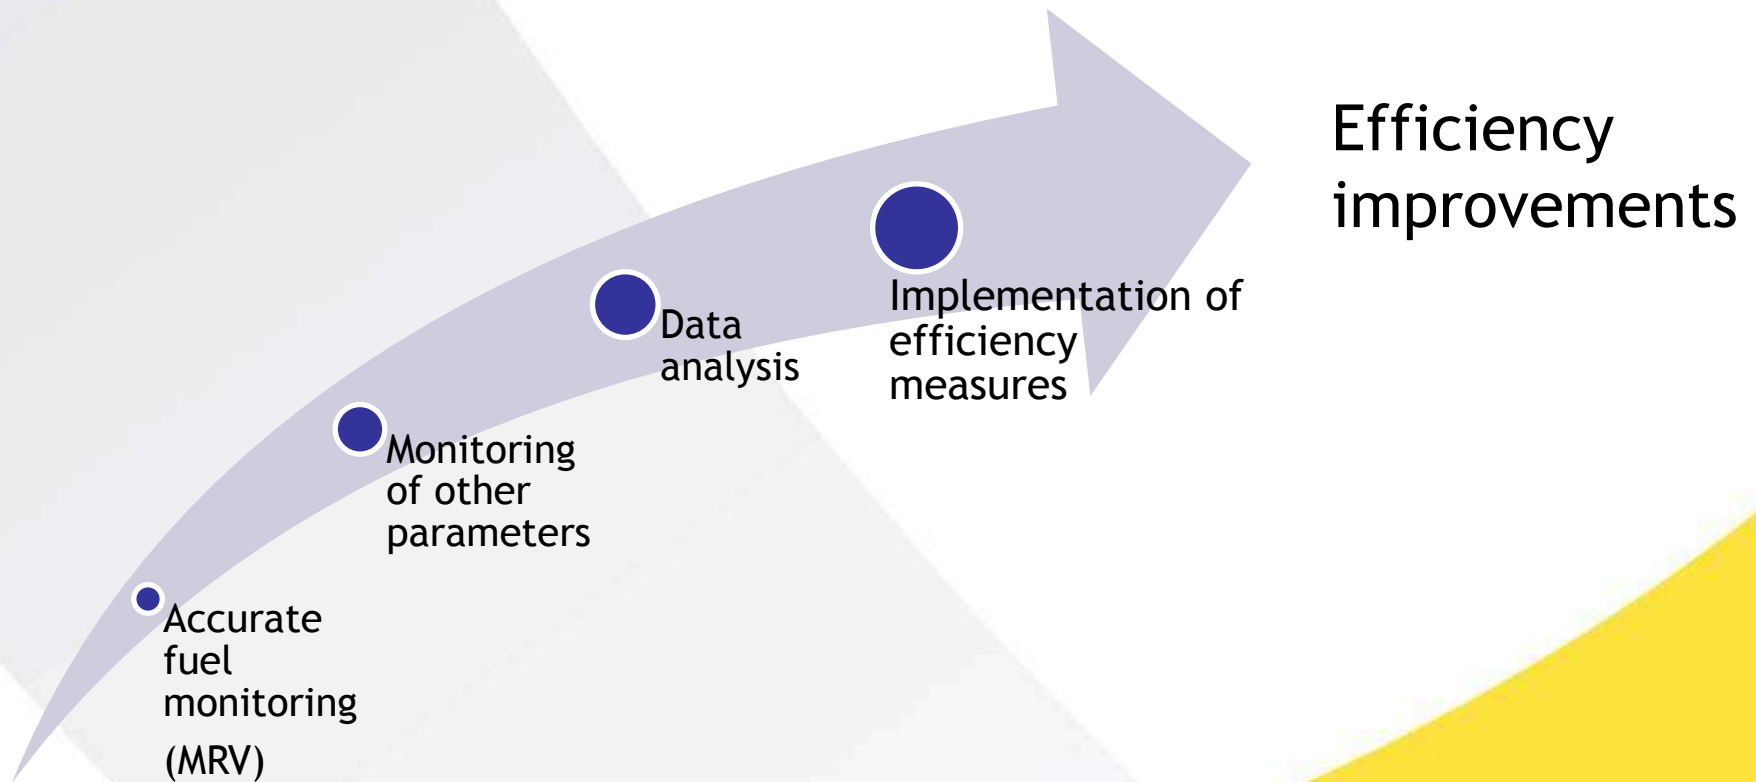 Efficiency
improvements
Implementation of
efficiency
measures
Data
analysis
Monitoring
of other
parameters
Accurate
fuel
monitoring
(MRV)